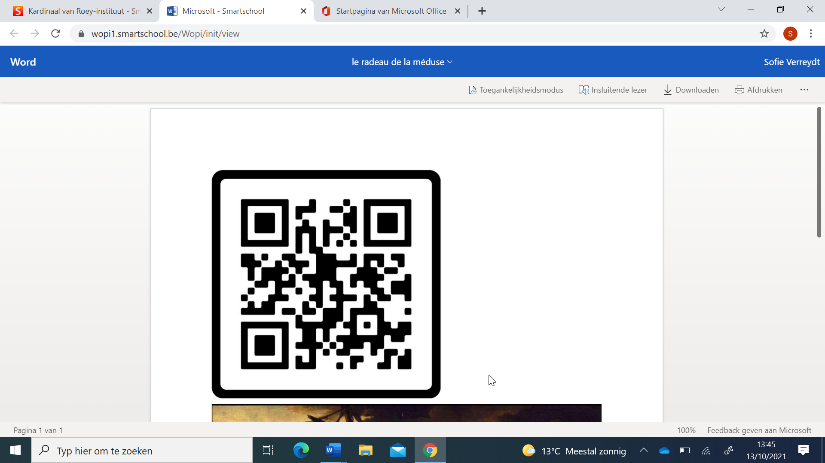 Kardinaal van Roey-instituut - Sm
Microsoft - Smartschool
Startpagina van Microsoft Office
wopi1.smartschool.be/Wopi/init/view
S
Word
le radeau de la méduse
Sofie Verreydt
Toegankelijkheidsmodus
Insluitende lezer
Downloaden
Afdrukken
Pagina 1 van 1
100%
Feedback geven aan Microsoft
Typ hier om te zoeken
13°C Meestal zonnig
13:45
13/10/2021